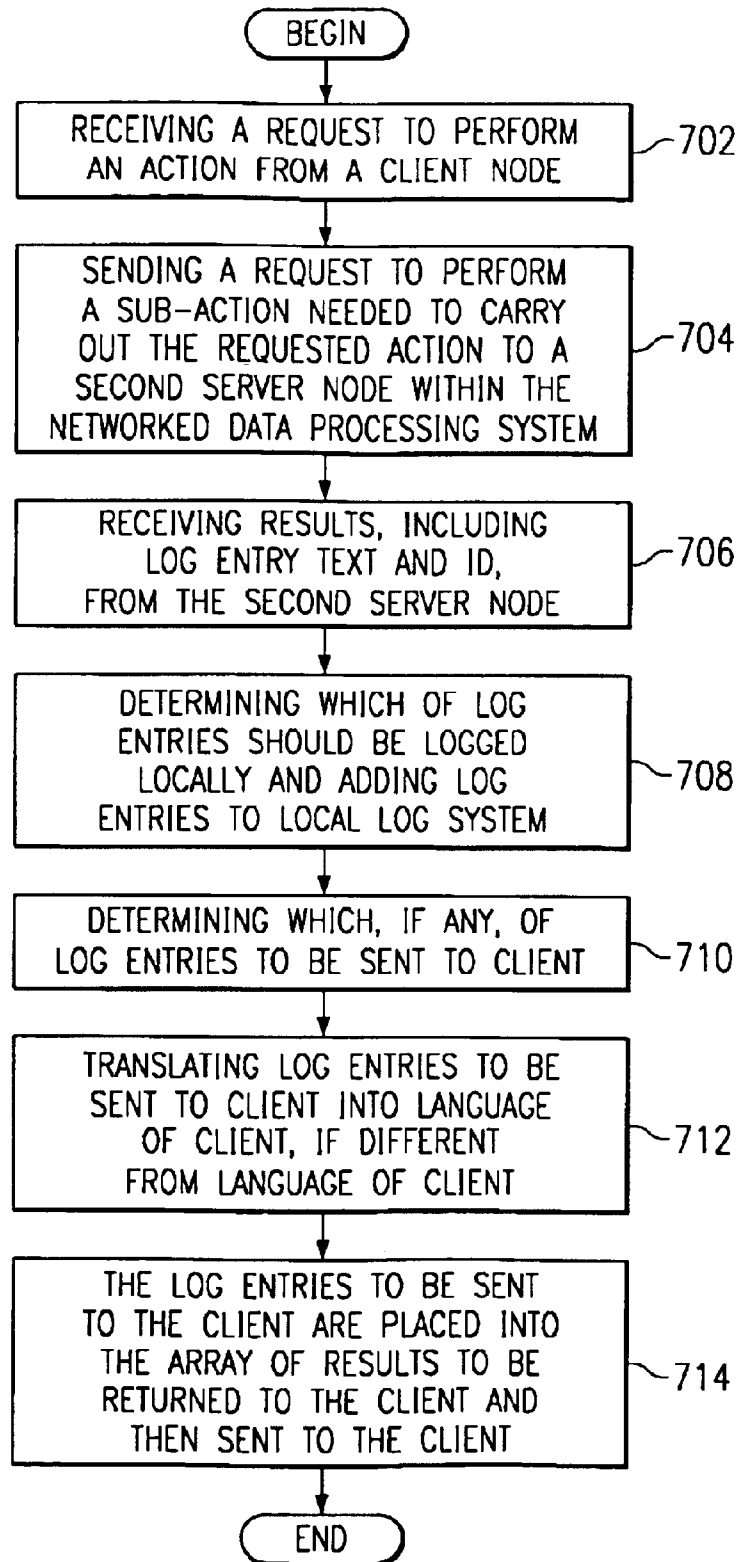 BEGIN
RECEIVING A REQUEST TO PERFORM
AN ACTION FROM A CLIENT NODE
702
SENDING A REQUEST TO PERFORM
A SUB-ACTION NEEDED TO CARRY
OUT THE REQUESTED ACTION TO A
SECOND SERVER NODE WITHIN THE
NETWORKED DATA PROCESSING SYSTEM
704
RECEIVING RESULTS, INCLUDING
LOG ENTRY TEXT AND ID,
FROM THE SECOND SERVER NODE
706
DETERMINING WHICH OF LOG
ENTRIES SHOULD BE LOGGED
LOCALLY AND ADDING LOG
ENTRIES TO LOCAL LOG SYSTEM
708
DETERMINING WHICH, IF ANY, OF
LOG ENTRIES TO BE SENT TO CLIENT
710
TRANSLATING LOG ENTRIES TO BE
SENT TO CLIENT INTO LANGUAGE
OF CLIENT, IF DIFFERENT
FROM LANGUAGE OF CLIENT
712
THE LOG ENTRIES TO BE SENT
TO THE CLIENT ARE PLACED INTO
THE ARRAY OF RESULTS TO BE
RETURNED TO THE CLIENT AND
THEN SENT TO THE CLIENT
714
END